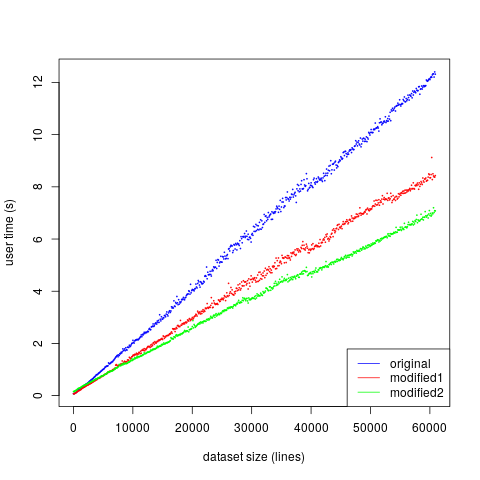 12
10
8
6
4
2
0
user time (s)
0
10000
20000
30000
40000
50000
60000
dataset size (lines)
original
modified1
modified2